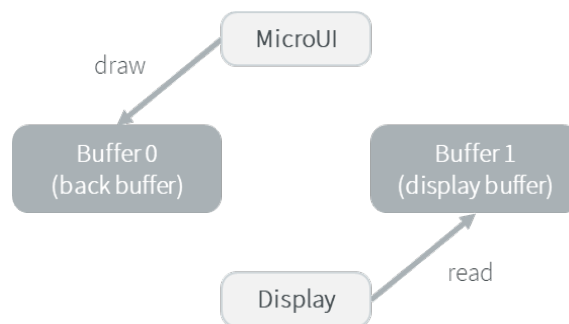 MicroUI
draw
Buffer 0
(back buffer)
Buffer 1
(display buffer)
read
Display